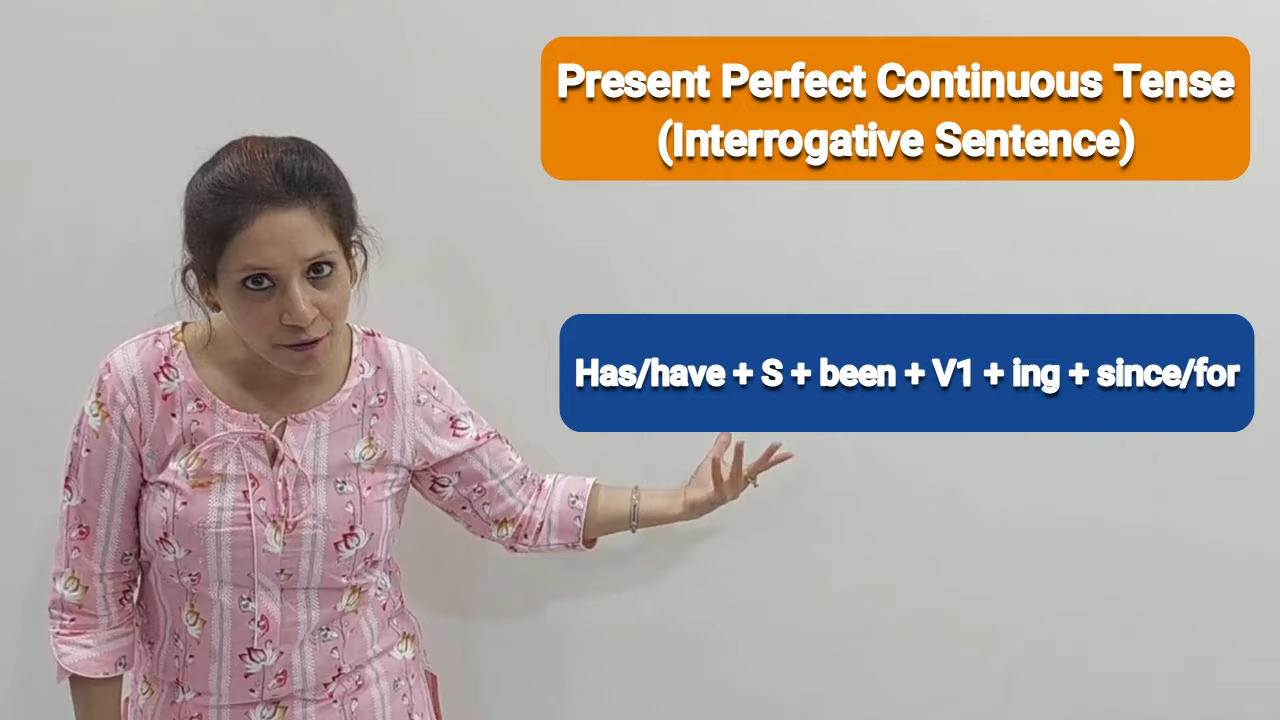 Present Perfect Continuous Tense
(Interrogative Sentence)
Has/have + S + been + V1 + ing + since/for